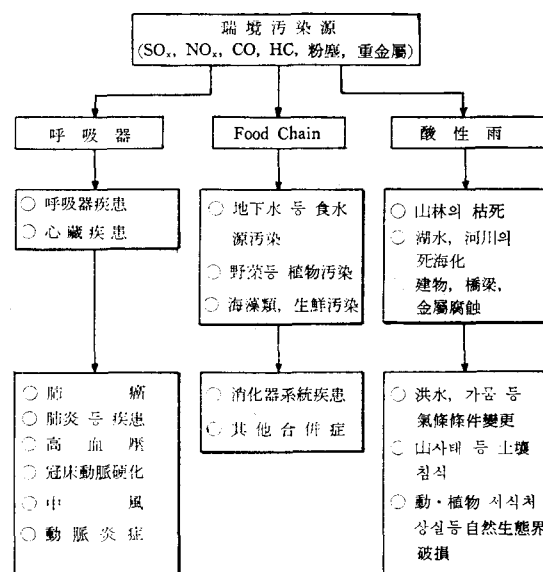 環境汚染源
(SOx, NOx, CO, HC, 粉塵, 重金屬)
呼吸器
Food Chain
酸性雨
○ 呼吸器疾患
○ 心臟疾患
○ 地下水 등 食水
源汚染
○ 野菜등 植物汚染
○ 海藻類, 生鮮汚染
○ 山林의 枯死
○ 湖水, 河川의
死海化
○ 建物, 橋梁,
金屬腐蝕
○ 肺 癌
○ 肺炎 등 疾患
○ 高血壓
○ 冠床動脈硬化
○ 中風
○ 動脈炎症
○ 消化器系統疾患
○ 其他合併症
○ 洪水, 가뭄 등
氣條條件變更
○ 山사태 등 土壤
침식
○ 動・植物 서식처
상실등 自然生態界
破損